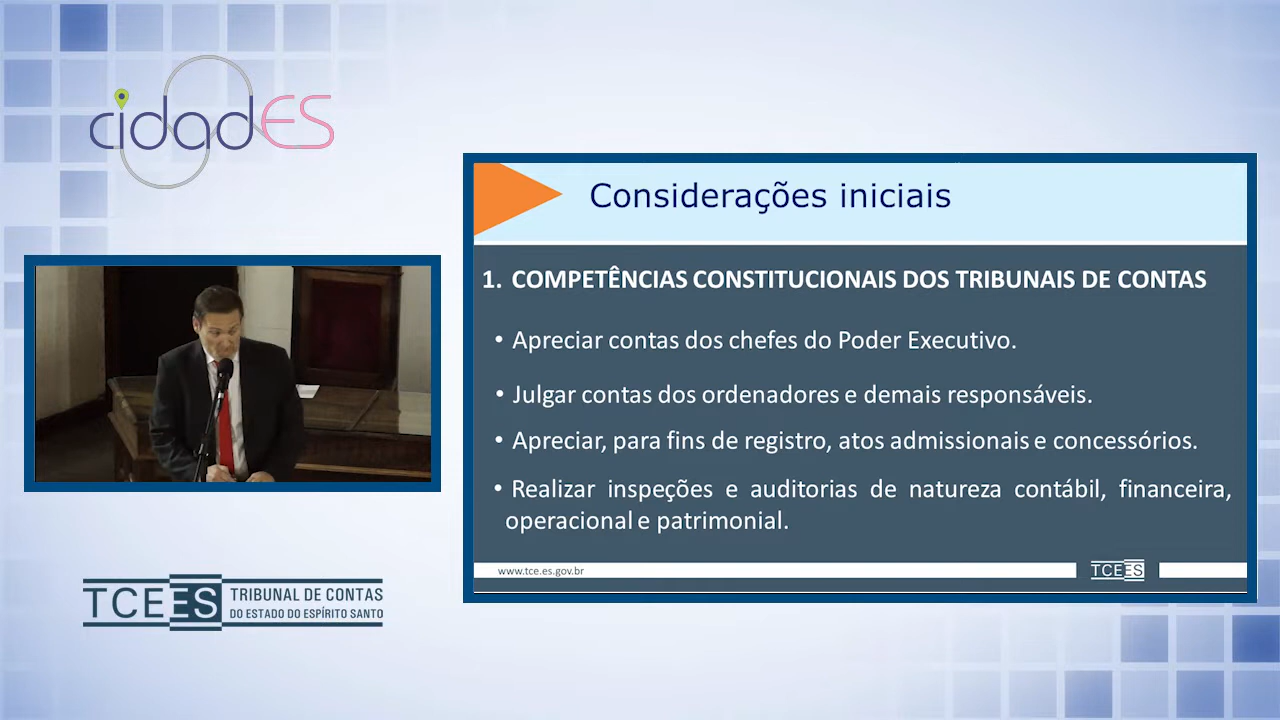 cidadES
Considerações iniciais
1. COMPETÊNCIAS CONSTITUCIONAIS DOS TRIBUNAIS DE CONTAS
• Apreciar contas dos chefes do Poder Executivo.
• Julgar contas dos ordenadores e demais responsáveis.
• Apreciar, para fins de registro, atos admissionais e concessórios.
• Realizar inspeções e auditorias de natureza contábil, financeira,
operacional e patrimonial.
www.tce.es.gov.br
TCEES
TCEES
TRIBUNAL DE CONTAS
DO ESTADO DO ESPÍRITO SANTO